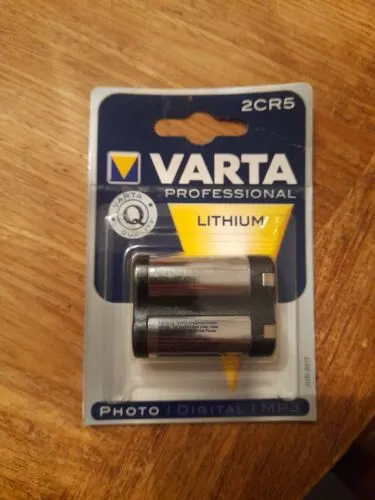 2CR5
VARTA
PROFESSIONAL
LITHIUM
VARTA
Q
QUALITY
PHOTO | DIGITAL | MP3